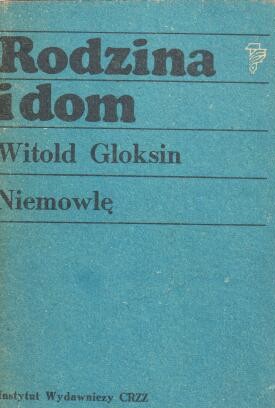 Rodzina
i dom
Witold Gloksin
Niemowlę
Instytut Wydawniczy CRZZ